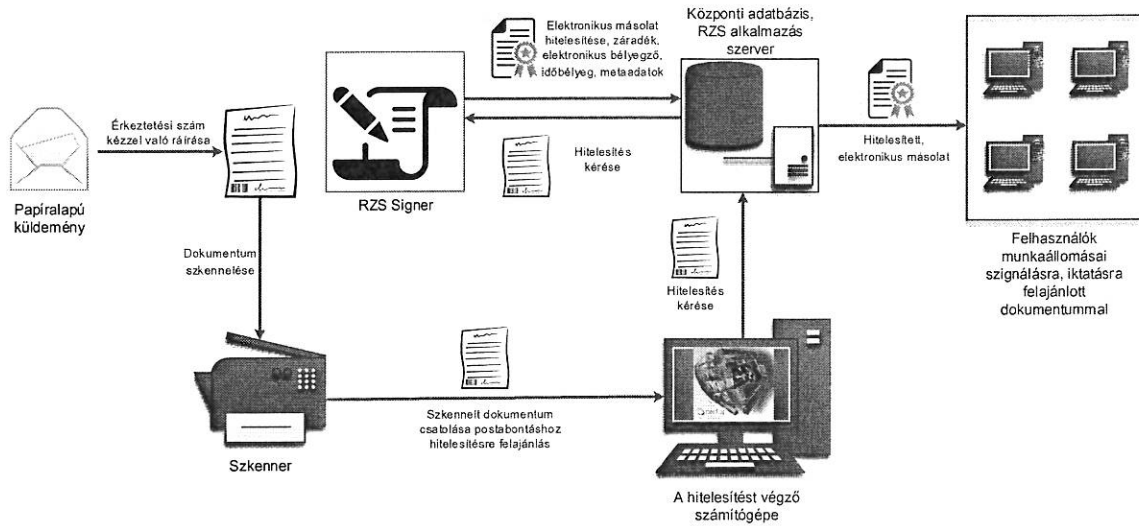 Elektronikus másolat
hitelesítése, záradék,
elektronikus bélyegző,
időbélyeg, metaadatok
Központi adatbázis,
RZS alkalmazás
szerver
Érkeztetési szám
kézzel való ráírása
Papíralapú
küldemény
RZS Signer
Hitelesítés
kérése
Hitelesített,
elektronikus másolat
Felhasználók
munkaállomásai
szignálásra, iktatásra
felajánlott
dokumentummal
Dokumentum
szkennelése
Hitelesítés
kérése
Szkenner
Szkennelt dokumentum
csatolása postabontáshoz
hitelesítésre felajánlás
A hitelesítést végző
számítógépe